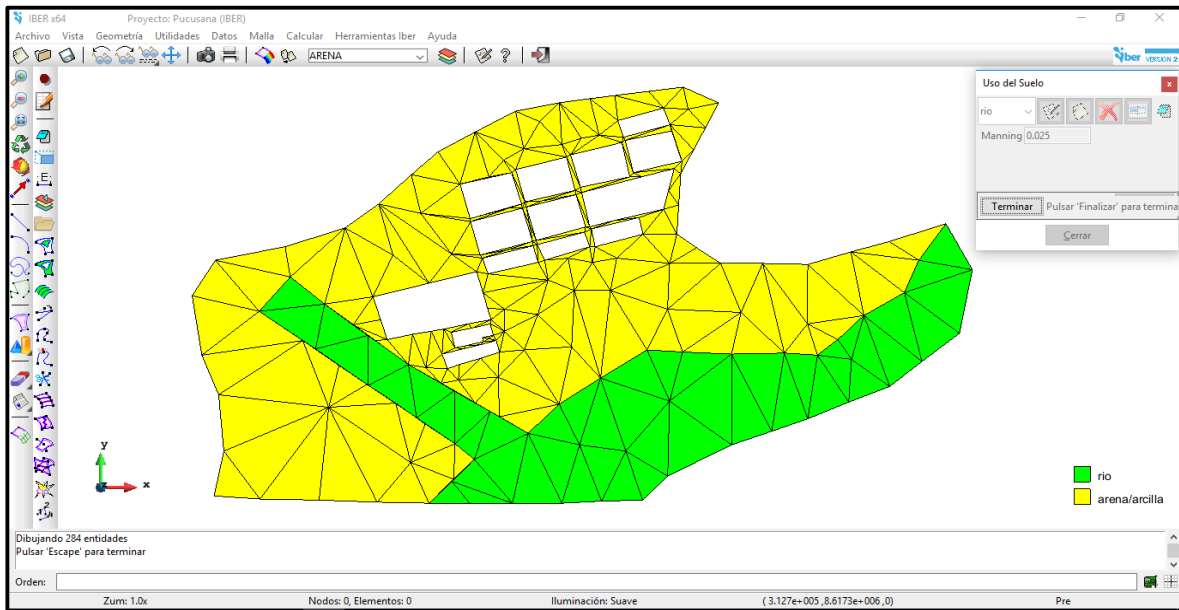 IBER x64 Proyecto: Pucusana (IBER)
Archivo Vista Geometría Utilidades Datos Malla Calcular Herramientas Iber Ayuda
ARENA
Iber VERSION 2
Uso del Suelo
rio
Manning 0.025
Terminar Pulsar 'Finalizar' para termina
Cerrar
E
y
x
rio
arena/arcilla
Dibujando 284 entidades
Pulsar 'Escape' para terminar
Orden:
Zum: 1.0x Nodos: 0, Elementos: 0 Iluminación: Suave ( 3.127e+005 ,8.6173e+006 ,0) Pre